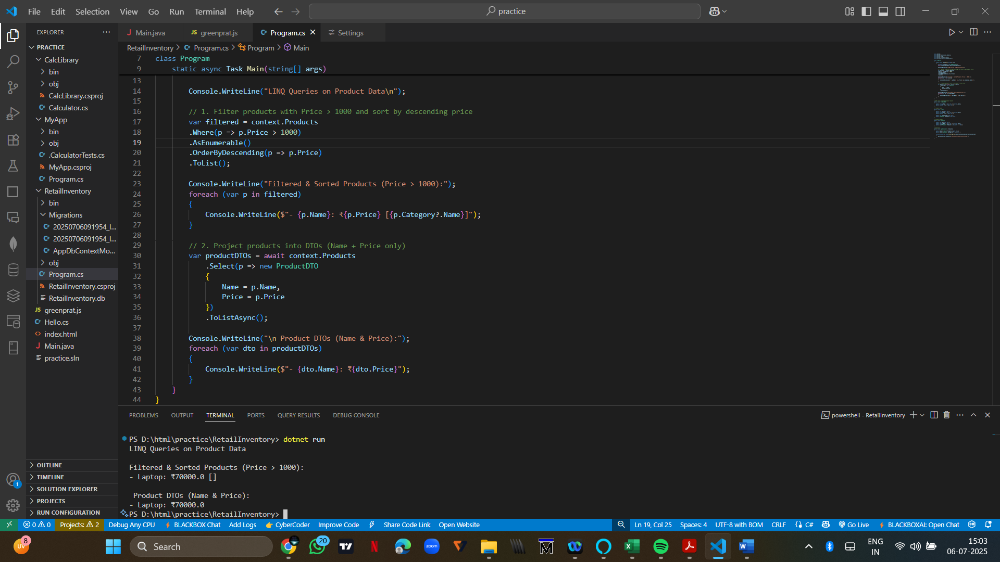 File Edit Selection View Go Run Terminal Help
practice
EXPLORER
PRACTICE
CalcLibrary
bin
obj
CalcLibrary.csproj
Calculator.cs
MyApp
bin
obj
.CalculatorTests.cs
MyApp.csproj
Program.cs
RetailInventory
bin
Migrations
20250706091954_I...
20250706091954_I...
AppDbContextMo...
obj
Program.cs
RetailInventory.csproj
RetailInventory.db
greenprat.js
Hello.cs
index.html
Main.java
practice.sln
OUTLINE
TIMELINE
SOLUTION EXPLORER
PROJECTS
RUN CONFIGURATION
Main.java greenprat.js Program.cs Settings
RetailInventory > Program.cs > Program > Main
7 class Program
9 static async Task Main(string[] args)
13
14 Console.WriteLine("LINQ Queries on Product Data\n");
15
16 // 1. Filter products with Price > 1000 and sort by descending price
17 var filtered = context.Products
18 .Where(p => p.Price > 1000)
19 .AsEnumerable()
20 .OrderByDescending(p => p.Price)
21 .ToList();
22
23 Console.WriteLine("Filtered & Sorted Products (Price > 1000):");
24 foreach (var p in filtered)
25 {
26 Console.WriteLine($"- {p.Name}: ₹{p.Price} [{p.Category?.Name}]");
27 }
28
29 // 2. Project products into DTOs (Name + Price only)
30 var productDTOs = await context.Products
31 .Select(p => new ProductDTO
32 {
33 Name = p.Name,
34 Price = p.Price
35 })
36 .ToListAsync();
37
38 Console.WriteLine("\n Product DTOs (Name & Price):");
39 foreach (var dto in productDTOs)
40 {
41 Console.WriteLine($"- {dto.Name}: ₹{dto.Price}");
42 }
43 }
44 }
PROBLEMS OUTPUT TERMINAL PORTS QUERY RESULTS DEBUG CONSOLE
powershell - RetailInventory
PS D:\html\practice\RetailInventory> dotnet run
LINQ Queries on Product Data
Filtered & Sorted Products (Price > 1000):
- Laptop: ₹70000.0 []
Product DTOs (Name & Price):
- Laptop: ₹70000.0
PS D:\html\practice\RetailInventory>
1
0 0 Projects: 2 Debug Any CPU BLACKBOX Chat Add Logs CyberCoder Improve Code Share Code Link Open Website
Ln 19, Col 25 Spaces: 4 UTF-8 with BOM CRLF {} C# Go Live BLACKBOXAI: Open Chat
UV 8
Search
20
zoom
ENG
IN
15:03
06-07-2025